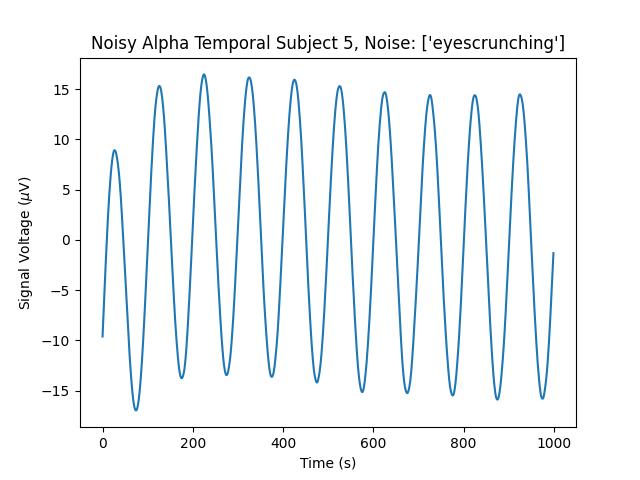 Noisy Alpha Temporal Subject 5, Noise: ['eyescrunching']
Signal Voltage (μV)
15
10
5
0
−5
−10
−15
0 200 400 600 800 1000
Time (s)